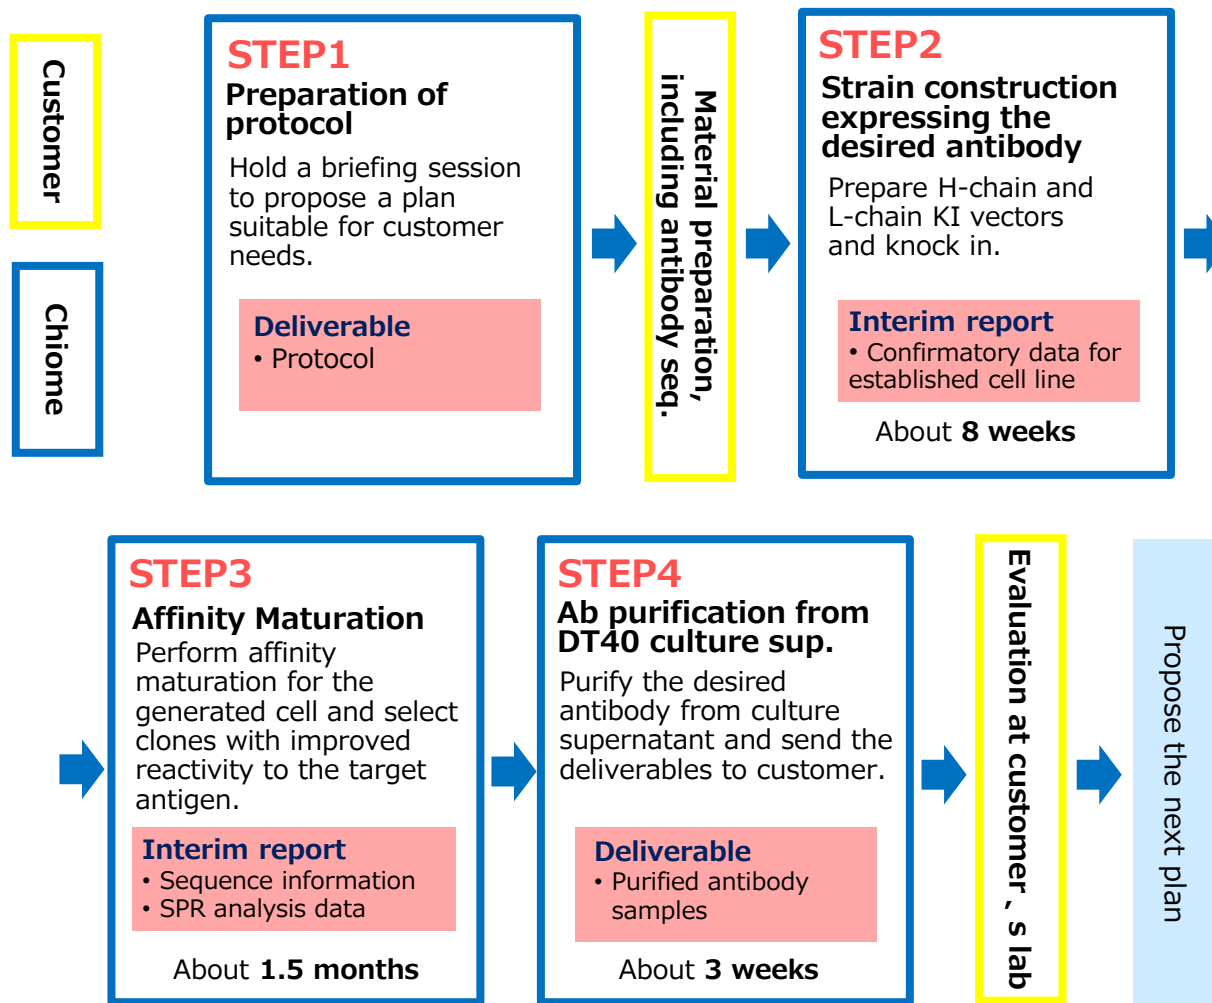 Customer
Chiome
STEP1
Preparation of
protocol
Hold a briefing session
to propose a plan
suitable for customer
needs.
Deliverable
• Protocol
Material preparation,
including antibody seq.
STEP2
Strain construction
expressing the
desired antibody
Prepare H-chain and
L-chain KI vectors
and knock in.
Interim report
• Confirmatory data for
established cell line
About 8 weeks
STEP3
Affinity Maturation
Perform affinity
maturation for the
generated cell and select
clones with improved
reactivity to the target
antigen.
Interim report
• Sequence information
• SPR analysis data
About 1.5 months
STEP4
Ab purification from
DT40 culture sup.
Purify the desired
antibody from culture
supernatant and send the
deliverables to customer.
Deliverable
• Purified antibody
samples
About 3 weeks
Evaluation at customer's lab
Propose the next plan